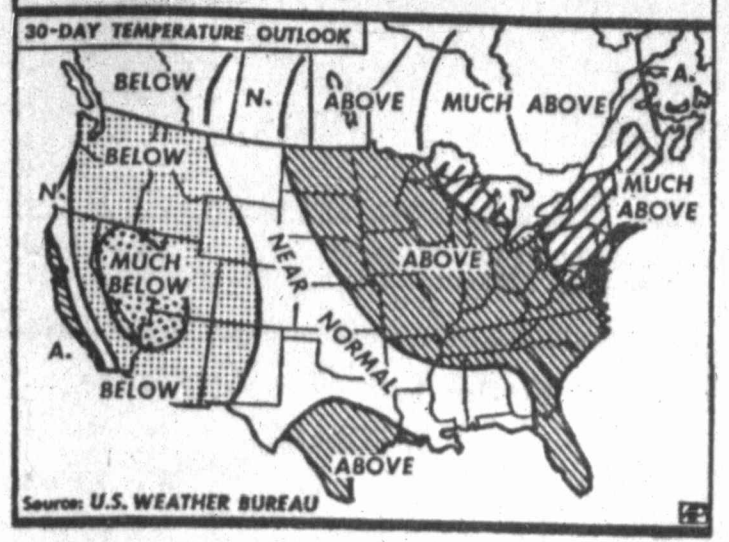 30-DAY TEMPERATURE OUTLOOK
BELOW
N.
ABOVE
MUCH ABOVE
A.
BELOW
N.
MUCH
ABOVE
MUCH
BELOW
NEAR
NORMAL
ABOVE
A.
BELOW
ABOVE
Source: U.S. WEATHER BUREAU